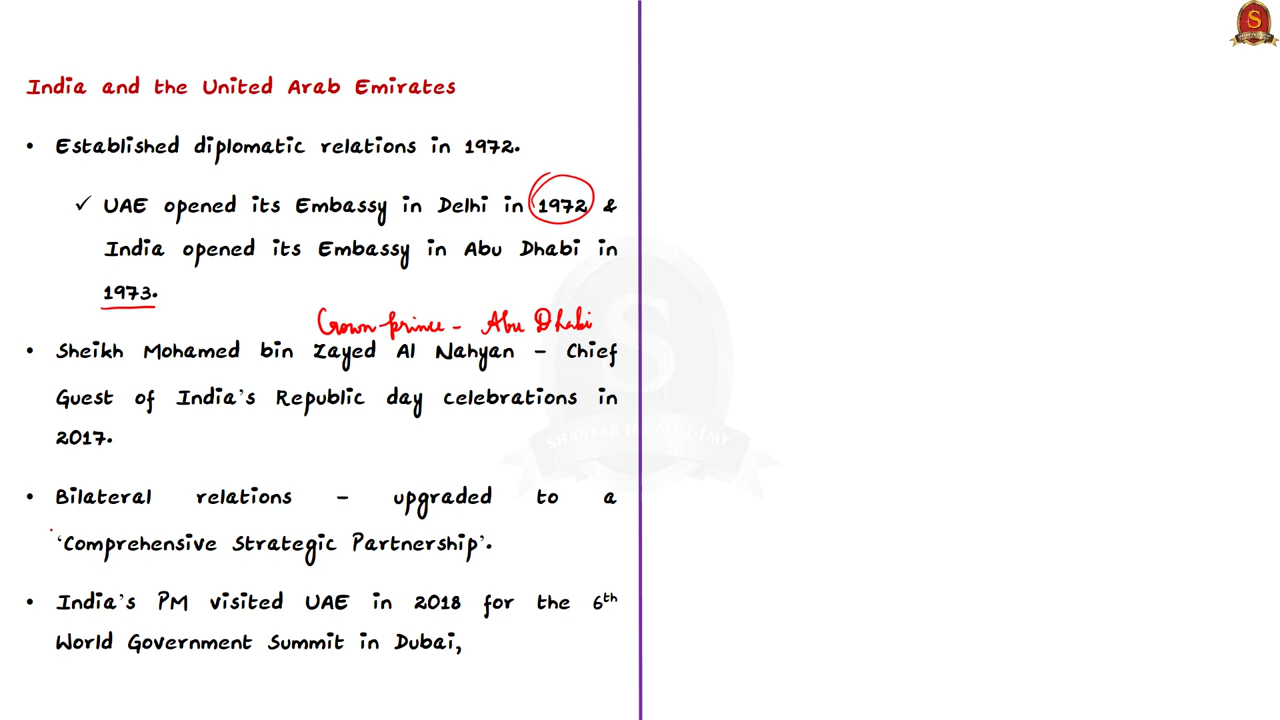 India and the United Arab Emirates
• Established diplomatic relations in 1972.
✓ UAE opened its Embassy in Delhi in 1972 &
India opened its Embassy in Abu Dhabi in
1973.
Crown prince - Abu Dhabi
• Sheikh Mohamed bin Zayed Al Nahyan – Chief
Guest of India's Republic day celebrations in
2017.
• Bilateral relations – upgraded to a
'Comprehensive Strategic Partnership'.
• India's PM visited UAE in 2018 for the 6th
World Government Summit in Dubai,
S
SHANKAR IAS ACADEMY
S